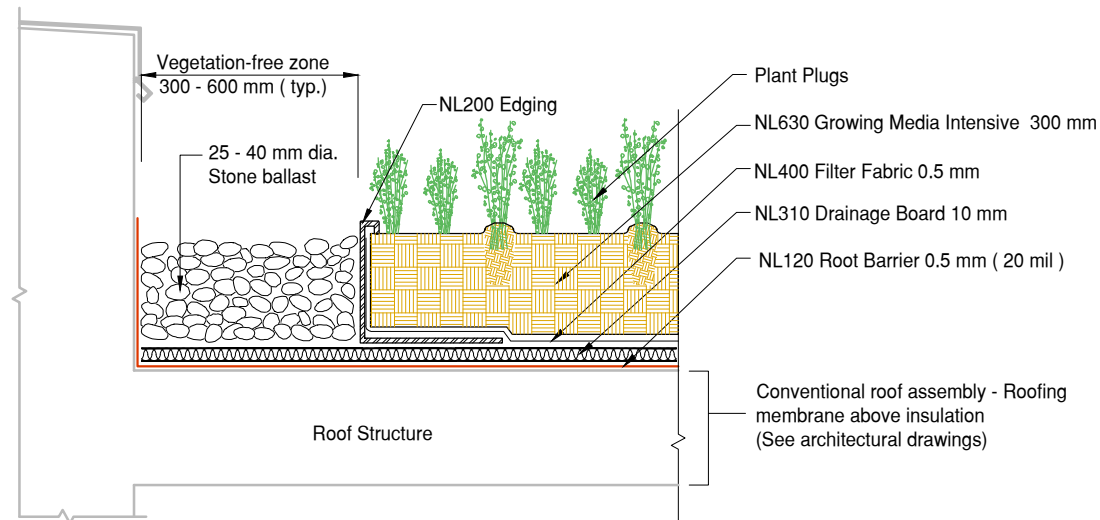 Vegetation-free zone
300 - 600 mm ( typ.)
25 - 40 mm dia.
Stone ballast
NL200 Edging
Plant Plugs
NL630 Growing Media Intensive 300 mm
NL400 Filter Fabric 0.5 mm
NL310 Drainage Board 10 mm
NL120 Root Barrier 0.5 mm ( 20 mil )
Conventional roof assembly - Roofing
membrane above insulation
(See architectural drawings)
Roof Structure